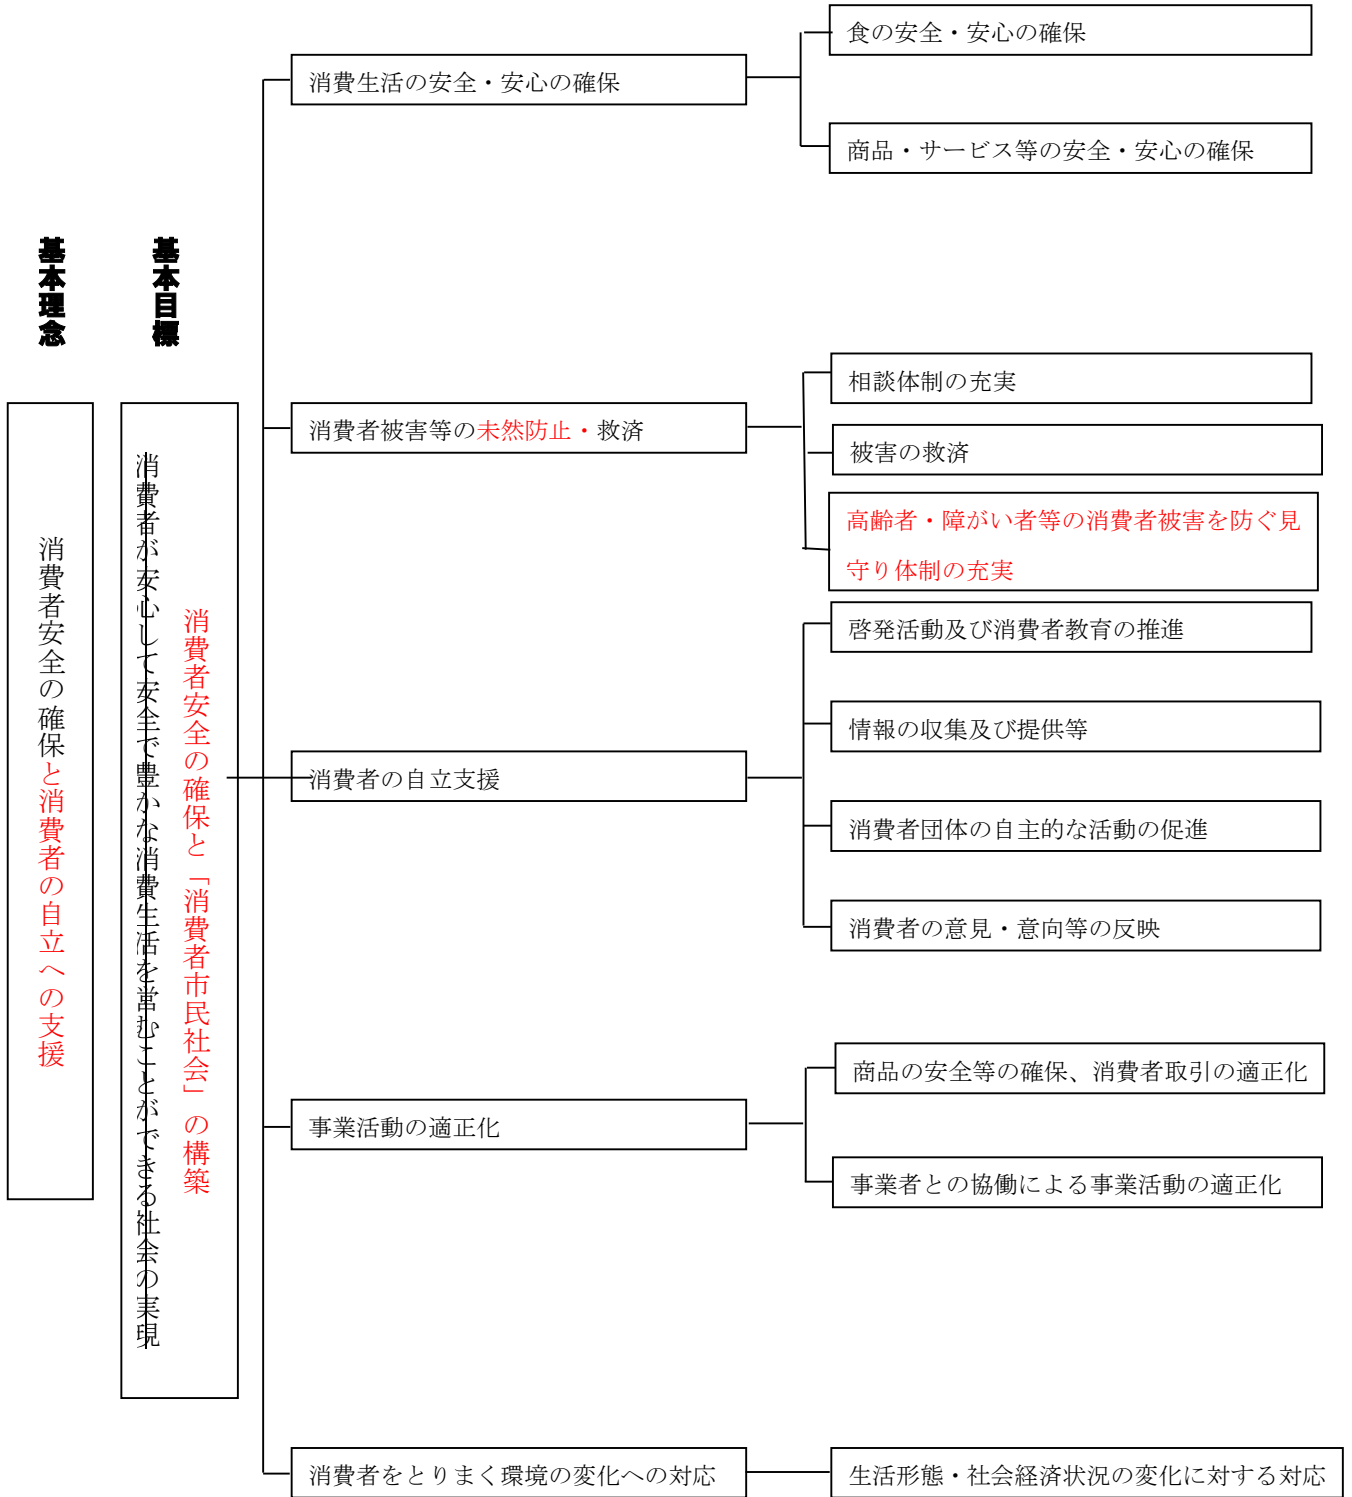 基本理念
基本目標
消費者安全の確保と消費者の自立への支援
消費者安全の確保と「消費者市民社会」の構築
消費者が安心して安全で豊かな消費生活を営むことができる社会の実現
消費生活の安全・安心の確保
食の安全・安心の確保
商品・サービス等の安全・安心の確保
消費者被害等の未然防止・救済
相談体制の充実
被害の救済
高齢者・障がい者等の消費者被害を防ぐ見
守り体制の充実
消費者の自立支援
啓発活動及び消費者教育の推進
情報の収集及び提供等
消費者団体の自主的な活動の促進
消費者の意見・意向等の反映
事業活動の適正化
商品の安全等の確保、消費者取引の適正化
事業者との協働による事業活動の適正化
消費者をとりまく環境の変化への対応
生活形態・社会経済状況の変化に対する対応